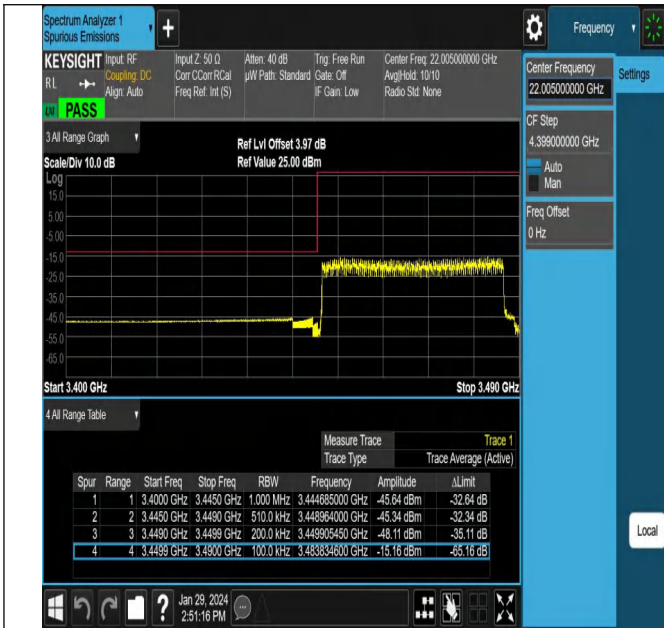 Spectrum Analyzer 1
Spurious Emissions
Frequency
KEYSIGHT
RL
Input: RF
Coupling: DC
Align: Auto
Input Z: 50 Ω
Corr CCorr RCal
Freq Ref: Int (S)
Atten: 40 dB
µW Path: Standard
Trig: Free Run
Gate: Off
IF Gain: Low
Center Freq: 22.005000000 GHz
Avg|Hold: 10/10
Radio Std: None
PASS
Center Frequency
22.005000000 GHz
Settings
CF Step
4.399000000 GHz
Auto
Man
Freq Offset
0 Hz
3 All Range Graph
Scale/Div 10.0 dB
Ref Lvl Offset 3.97 dB
Ref Value 25.00 dBm
Log
15.0
5.00
-5.00
-15.0
-25.0
-35.0
-45.0
-55.0
-65.0
Start 3.400 GHz Stop 3.490 GHz
4 All Range Table
Measure Trace Trace 1
Trace Type Trace Average (Active)
Spur Range Start Freq Stop Freq RBW Frequency Amplitude ΔLimit
1 1 3.4000 GHz 3.4450 GHz 1.000 MHz 3.444685000 GHz -45.64 dBm -32.64 dB
2 2 3.4450 GHz 3.4490 GHz 510.0 kHz 3.448964000 GHz -45.34 dBm -32.34 dB
3 3 3.4490 GHz 3.4499 GHz 200.0 kHz 3.449905450 GHz -48.11 dBm -35.11 dB
4 4 3.4499 GHz 3.4900 GHz 100.0 kHz 3.483834600 GHz -15.16 dBm -65.16 dB
Local
Jan 29, 2024
2:51:16 PM